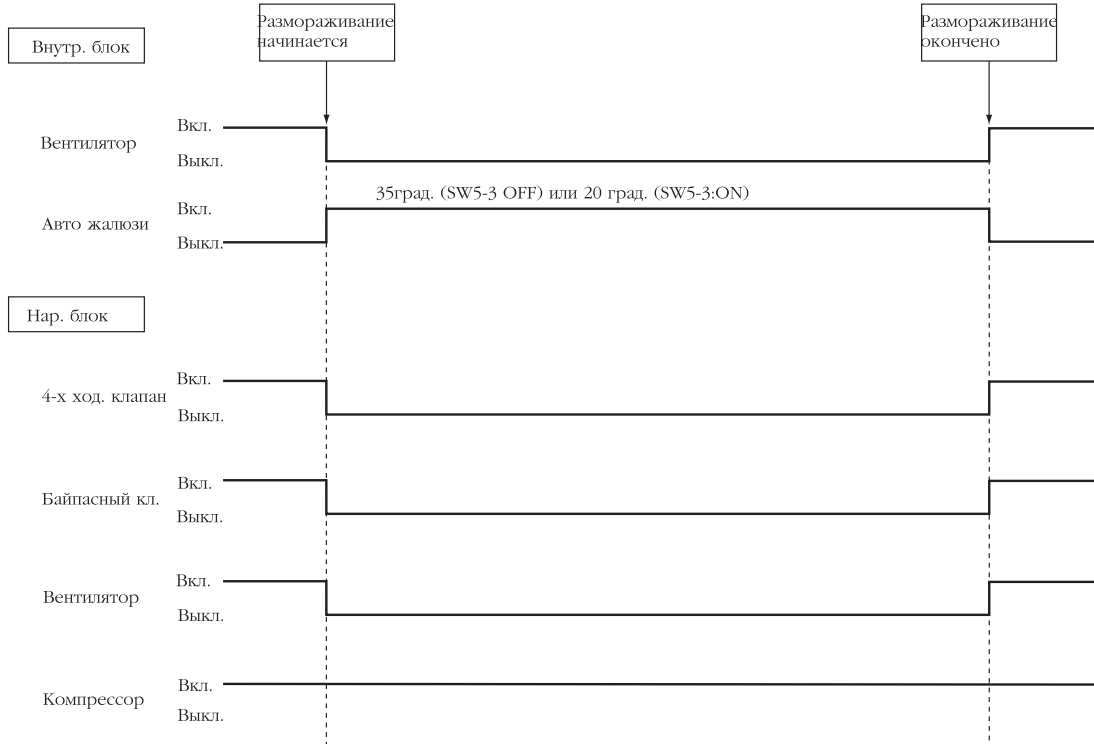 Размораживание
начинается
Размораживание
окончено
Внутр. блок
Вкл.
Вентилятор
Выкл.
35град. (SW5-3 OFF) или 20 град. (SW5-3:ON)
Вкл.
Авто жалюзи
Выкл.
Нар. блок
Вкл.
4-х ход. клапан
Выкл.
Вкл.
Байпасный кл.
Выкл.
Вкл.
Вентилятор
Выкл.
Вкл.
Компрессор
Выкл.